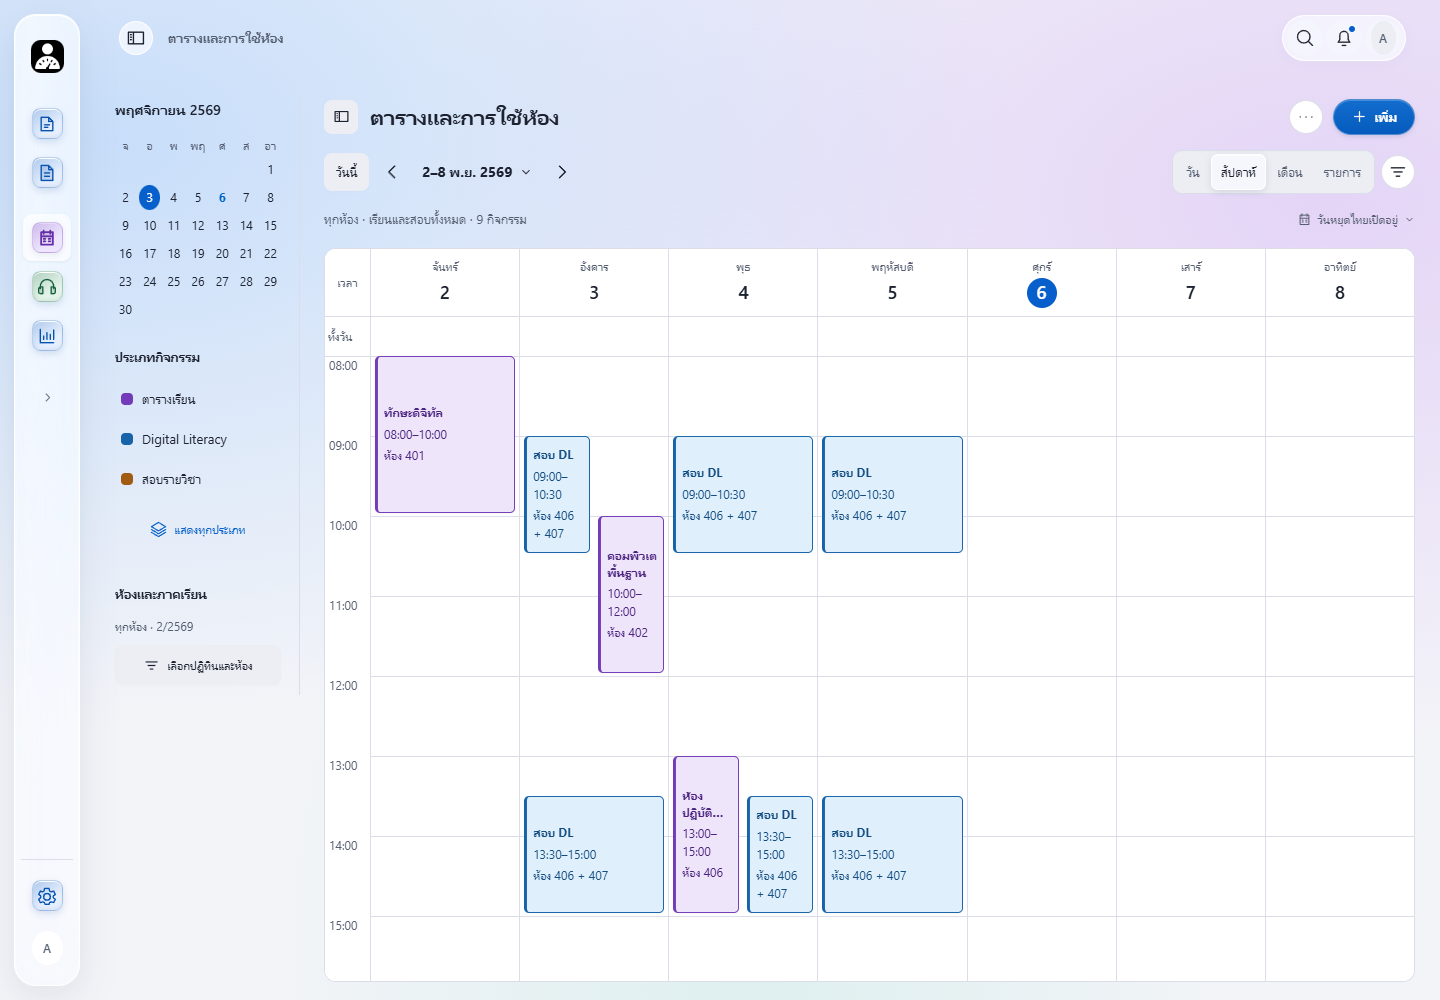 ตารางและการใช้ห้อง
A
พฤศจิกายน 2569
จ อ พ พฤ ศ ส อา
1
2 3 4 5 6 7 8
9 10 11 12 13 14 15
16 17 18 19 20 21 22
23 24 25 26 27 28 29
30
ประเภทกิจกรรม
ตารางเรียน
Digital Literacy
สอบรายวิชา
แสดงทุกประเภท
ห้องและภาคเรียน
ทุกห้อง · 2/2569
เลือกปฏิทินและห้อง
A
ตารางและการใช้ห้อง
เพิ่ม
วันนี้
2–8 พ.ย. 2569
วัน สัปดาห์ เดือน รายการ
ทุกห้อง · เรียนและสอบทั้งหมด · 9 กิจกรรม
วันหยุดไทยเปิดอยู่
เวลา
จันทร์ อังคาร พุธ พฤหัสบดี ศุกร์ เสาร์ อาทิตย์
2 3 4 5 6 7 8
ทั้งวัน
08:00
09:00
10:00
11:00
12:00
13:00
14:00
15:00
ทักษะดิจิทัล
08:00–10:00
ห้อง 401
สอบ DL
09:00–
10:30
ห้อง 406
+ 407
คอมพิวเต
พื้นฐาน
10:00–
12:00
ห้อง 402
สอบ DL
13:30–15:00
ห้อง 406 + 407
สอบ DL
09:00–10:30
ห้อง 406 + 407
ห้อง
ปฏิบัติ...
13:00–
15:00
ห้อง 406
สอบ DL
13:30–
15:00
ห้อง 406
+ 407
สอบ DL
09:00–10:30
ห้อง 406 + 407
สอบ DL
13:30–15:00
ห้อง 406 + 407